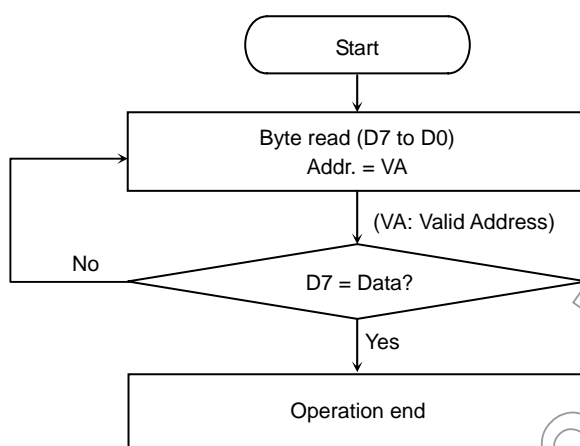 Start
Byte read (D7 to D0)
Addr. = VA
(VA: Valid Address)
No
D7 = Data?
Yes
Operation end